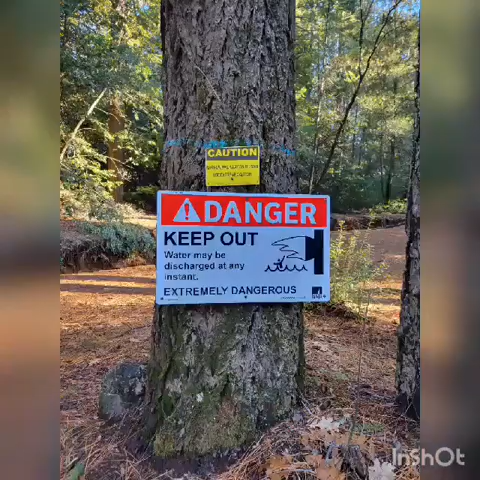 CAUTION
DANGER
KEEP OUT
Water may be
discharged at any
instant.
EXTREMELY DANGEROUS
InShOt